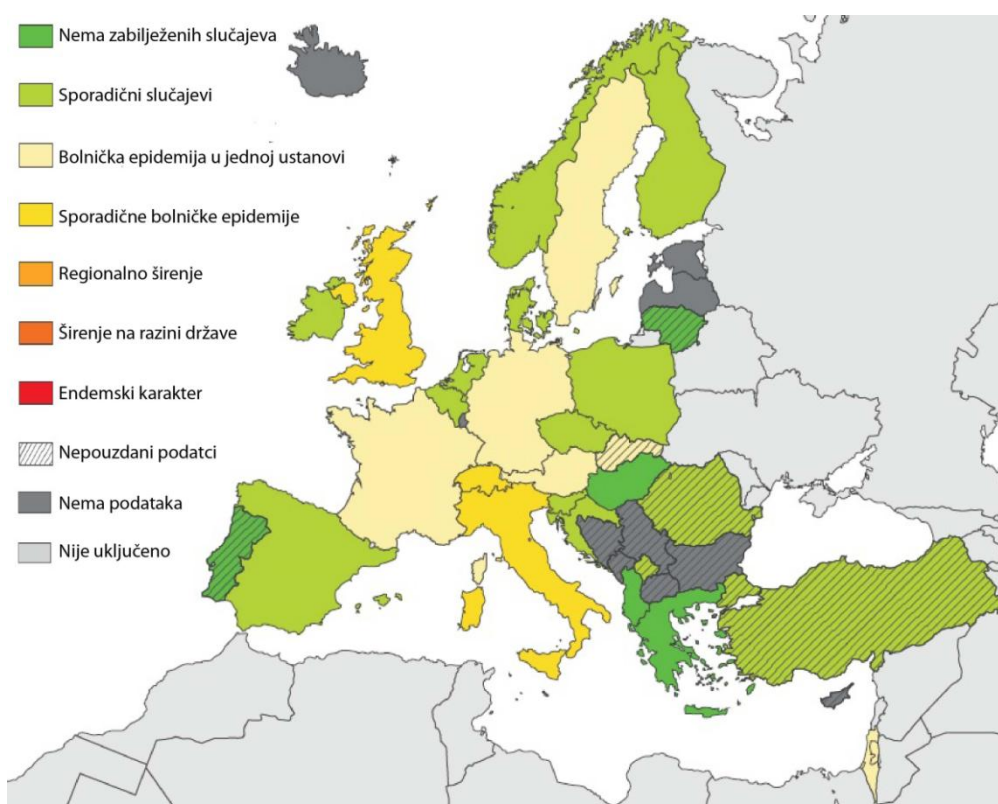 Nema zabilježenih slučajeva
Sporadični slučajevi
Bolnička epidemija u jednoj ustanovi
Sporadične bolničke epidemije
Regionalno širenje
Širenje na razini države
Endemski karakter
Nepouzdani podatci
Nema podataka
Nije uključeno